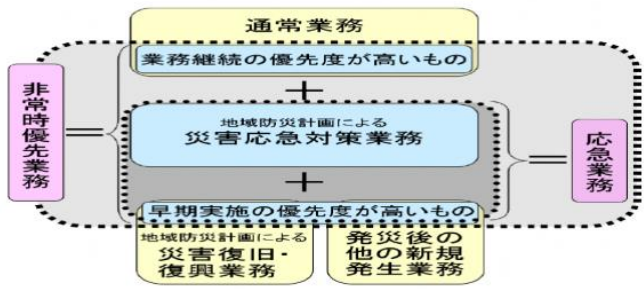 通常業務
業務継続の優先度が高いもの
+
非常時優先業務
=
地域防災計画による
災害応急対策業務
=
応急業務
+
早期実施の優先度が高いもの
地域防災計画による
災害復旧・
復興業務
発災後の
他の新規
発生業務